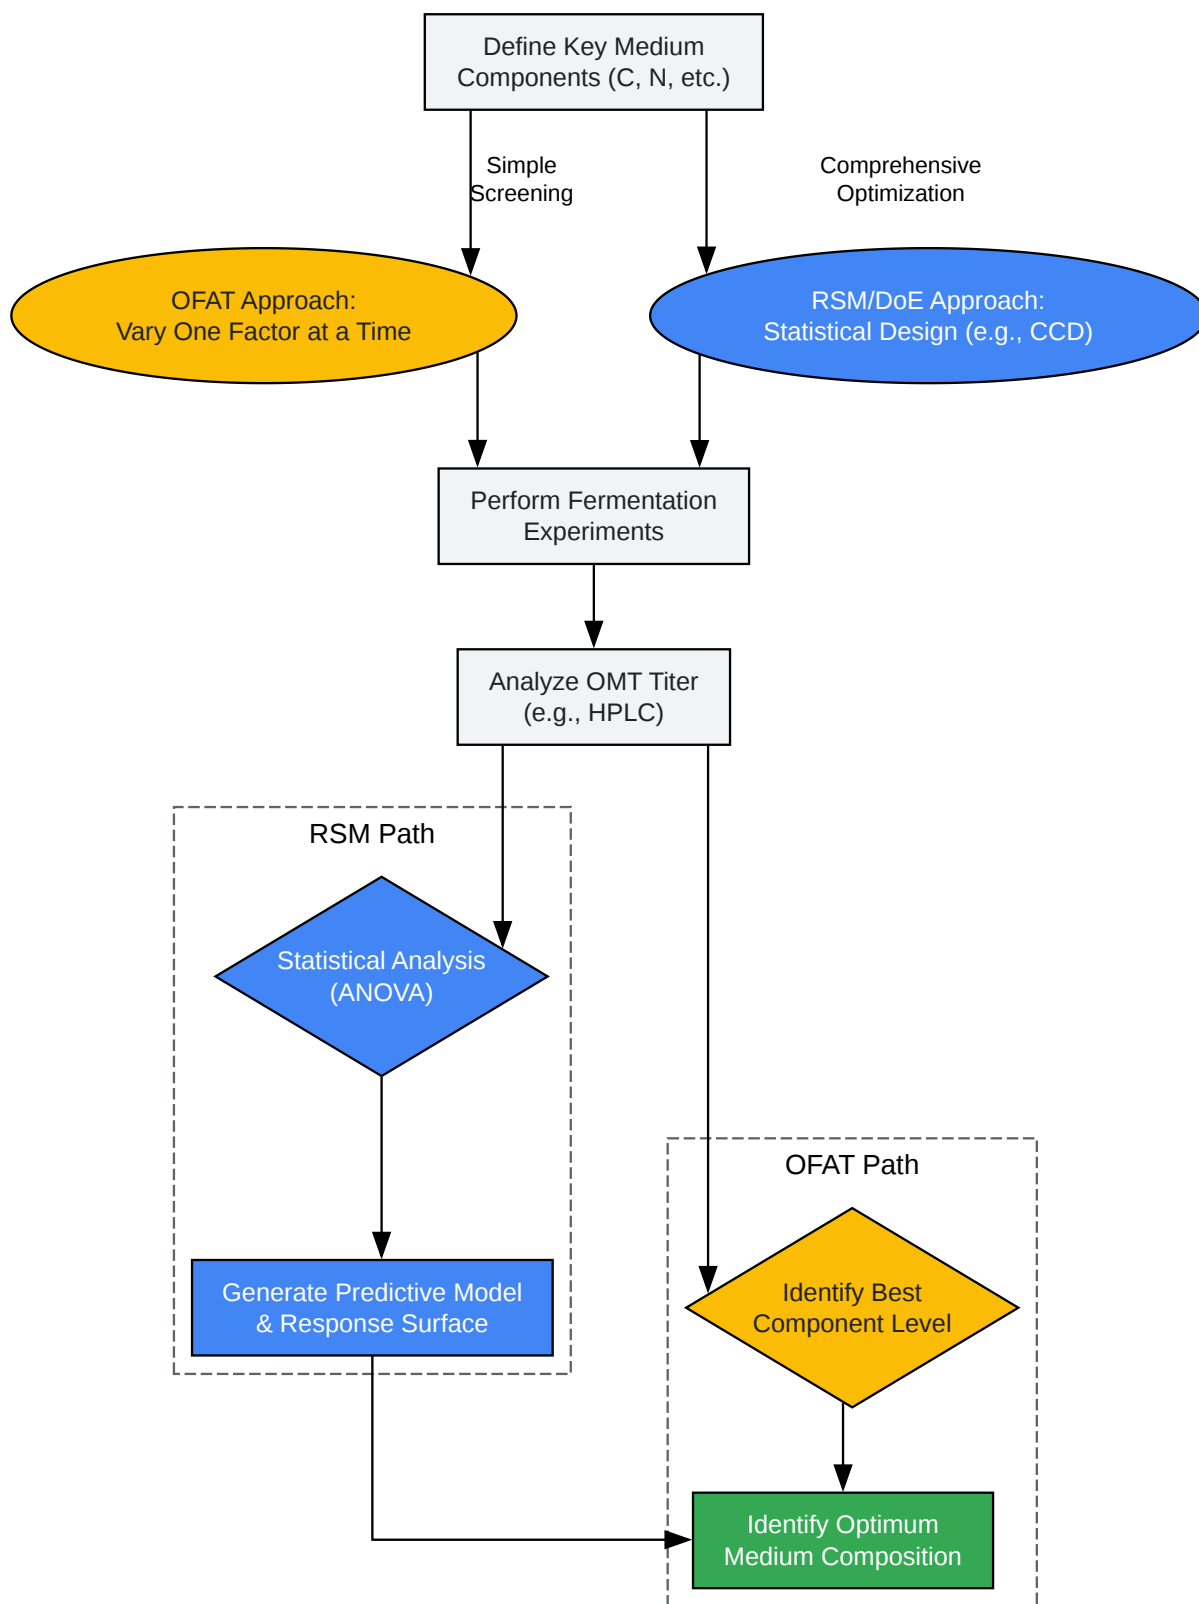 Define Key Medium
Components (C, N, etc.)
Simple
Screening
Comprehensive
Optimization
OFAT Approach:
Vary One Factor at a Time
RSM/DoE Approach:
Statistical Design (e.g., CCD)
Perform Fermentation
Experiments
Analyze OMT Titer
(e.g., HPLC)
RSM Path
Statistical Analysis
(ANOVA)
Generate Predictive Model
& Response Surface
OFAT Path
Identify Best
Component Level
Identify Optimum
Medium Composition